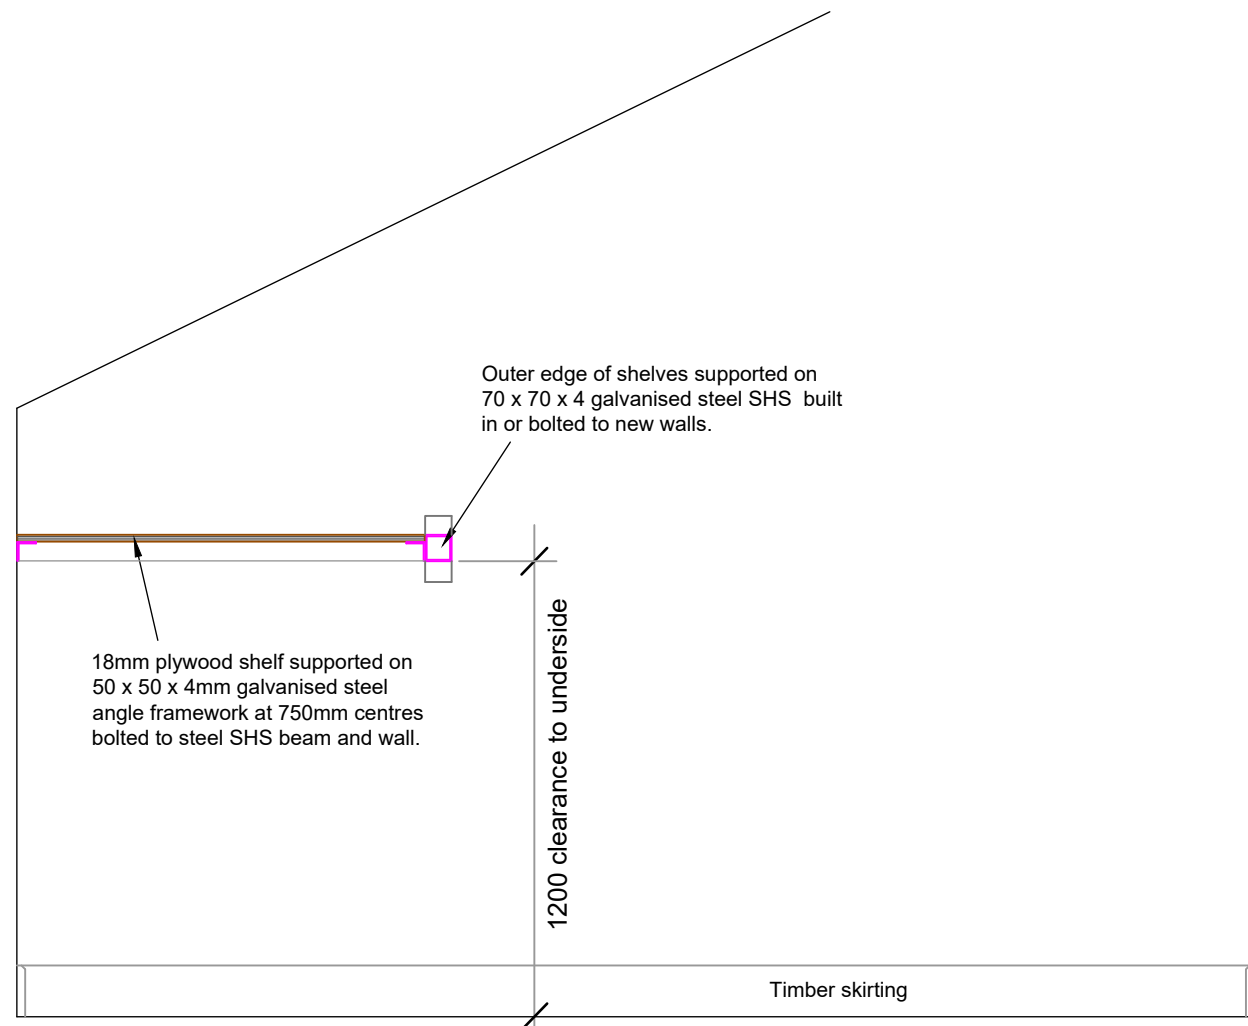 Outer edge of shelves supported on
70 x 70 x 4 galvanised steel SHS  built
in or bolted to new walls.
18mm plywood shelf supported on
50 x 50 x 4mm galvanised steel
angle framework at 750mm centres
bolted to steel SHS beam and wall.
1200 clearance to underside
Timber skirting